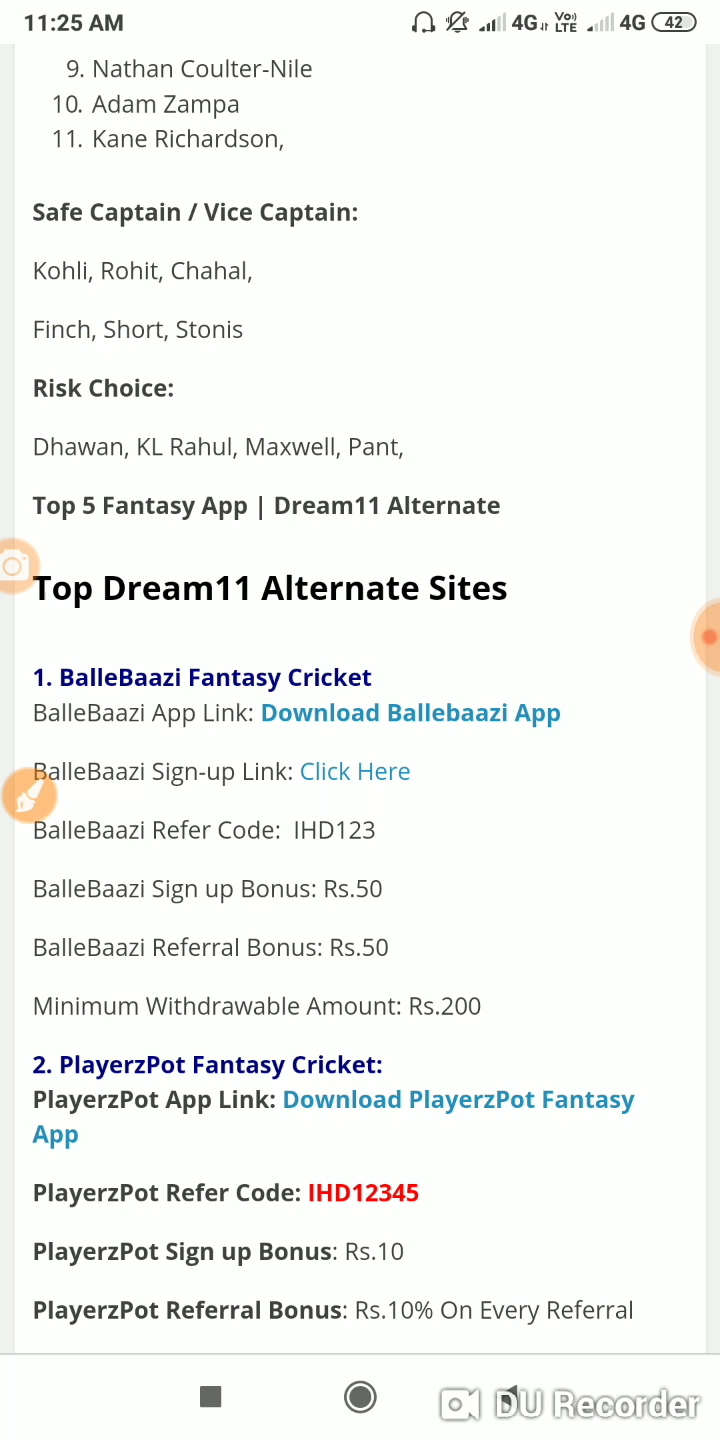 11:25 AM 4G Vo)) LTE 4G 42
9. Nathan Coulter-Nile
10. Adam Zampa
11. Kane Richardson,
Safe Captain / Vice Captain:
Kohli, Rohit, Chahal,
Finch, Short, Stonis
Risk Choice:
Dhawan, KL Rahul, Maxwell, Pant,
Top 5 Fantasy App | Dream11 Alternate
Top Dream11 Alternate Sites
1. BalleBaazi Fantasy Cricket
BalleBaazi App Link: Download Ballebaazi App
BalleBaazi Sign-up Link: Click Here
BalleBaazi Refer Code:  IHD123
BalleBaazi Sign up Bonus: Rs.50
BalleBaazi Referral Bonus: Rs.50
Minimum Withdrawable Amount: Rs.200
2. PlayerzPot Fantasy Cricket:
PlayerzPot App Link: Download PlayerzPot Fantasy
App
PlayerzPot Refer Code: IHD12345
PlayerzPot Sign up Bonus: Rs.10
PlayerzPot Referral Bonus: Rs.10% On Every Referral
DU Recorder